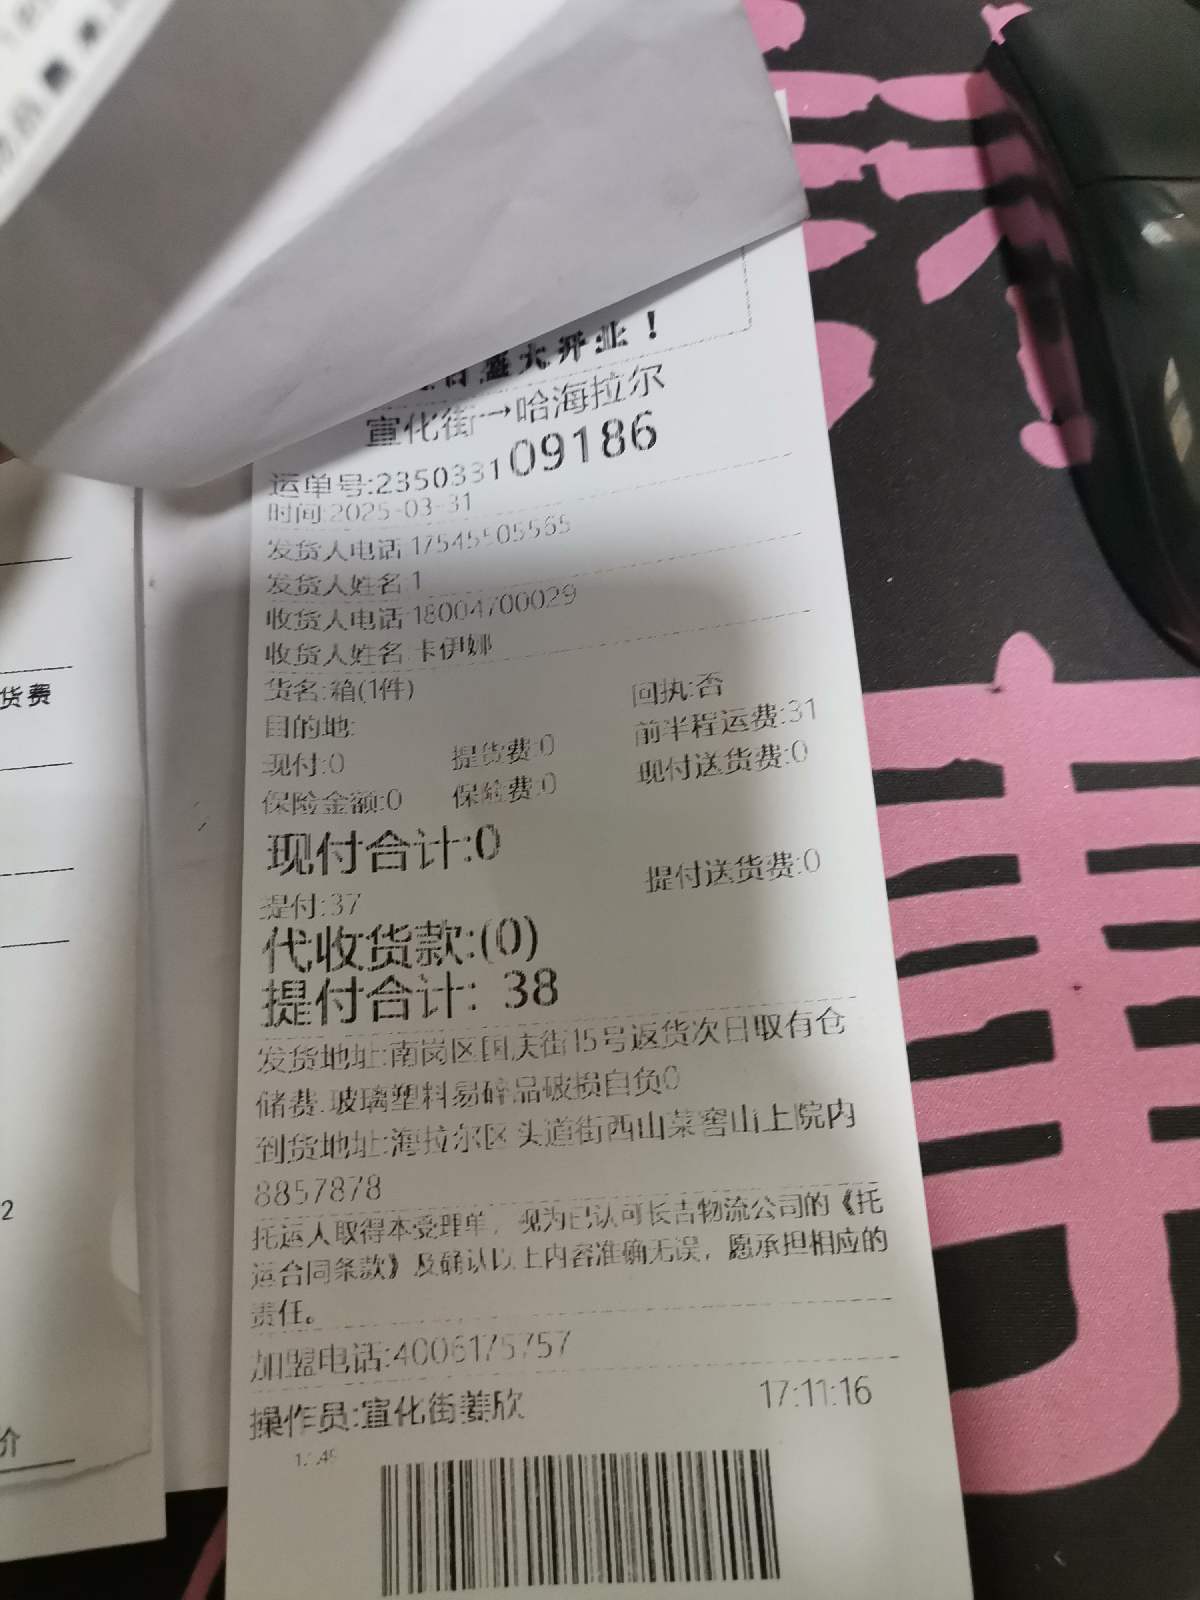 盛大开业！
宣化街→哈海拉尔
运单号:235033109186
时间:2025-03-31
发货人电话:17545505565
发货人姓名:1
收货人电话:18004700029
收货人姓名:卡伊娜
货名:箱(1件) 回执:否
目的地: 前半程运费:31
现付:0 提货费:0 现付送货费:0
保险金额:0 保险费:0
现付合计:0
提付:37 提付送货费:0
代收货款:(0)
提付合计: 38
发货地址:南岗区国庆街15号返货次日取有仓
储费.玻璃塑料易碎品破损自负0
到货地址:海拉尔区头道街西山菜窖山上院内
8857878
托运人取得本受理单，视为已认可长吉物流公司的《托
运合同条款》及确认以上内容准确无误，愿承担相应的
责任。
加盟电话:4006175757
操作员:宣化街姜欣 17:11:16
货费
2
介